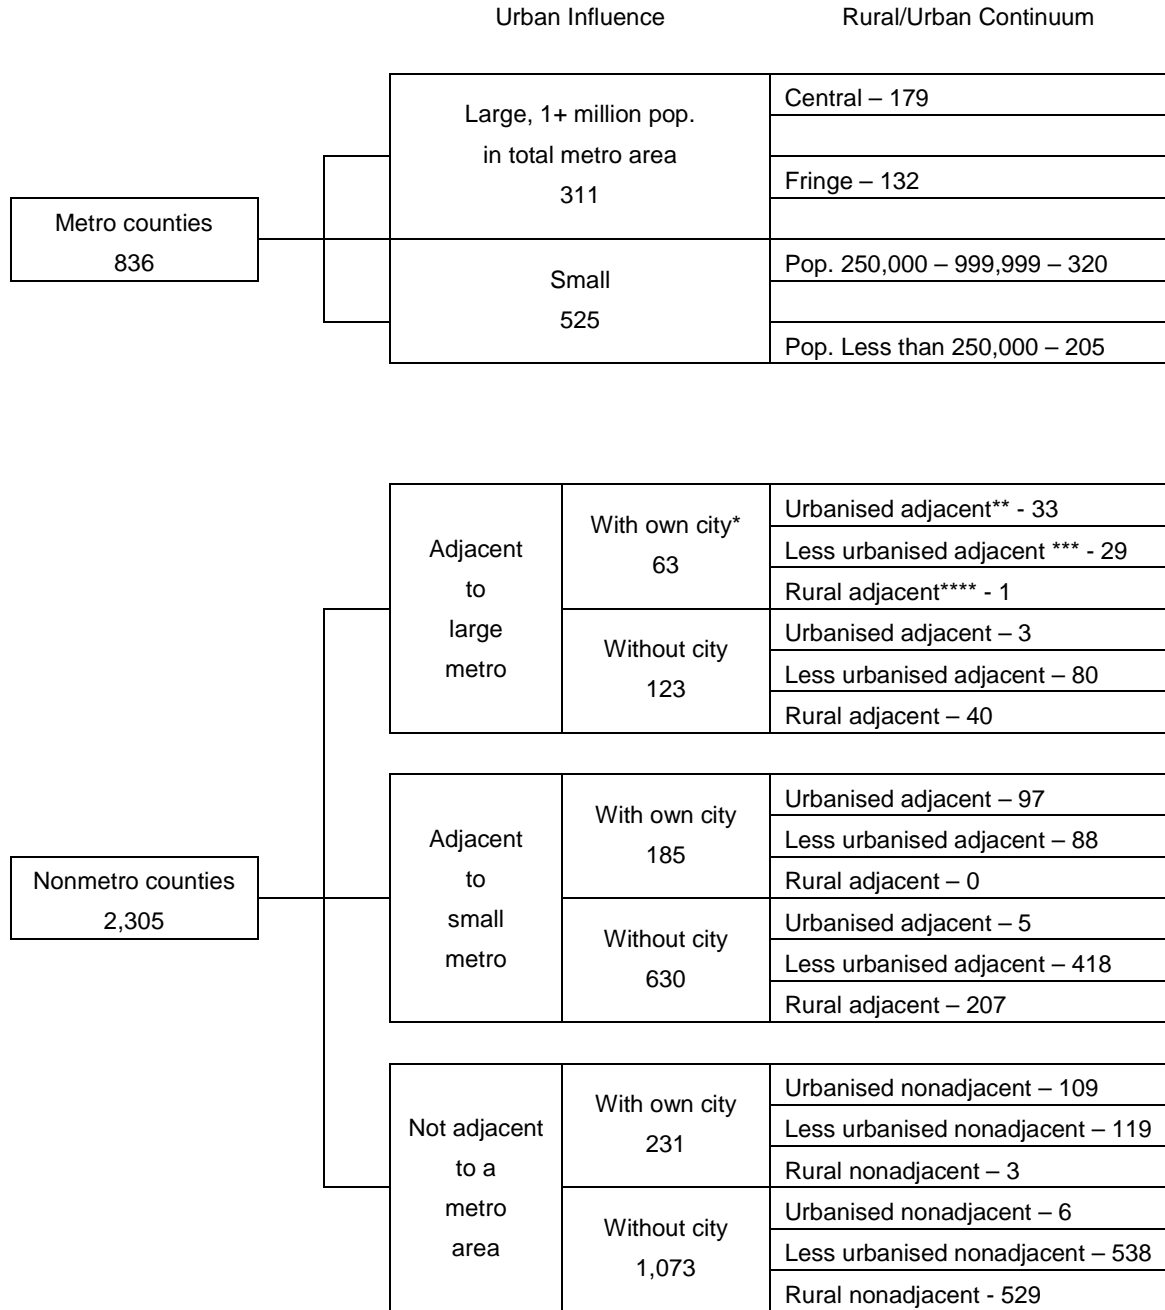 Urban Influence
Rural/Urban Continuum
Metro counties
836
Large, 1+ million pop.
in total metro area
311
Central – 179
Fringe – 132
Small
525
Pop. 250,000 – 999,999 – 320
Pop. Less than 250,000 – 205
Nonmetro counties
2,305
Adjacent
to
large
metro
With own city*
63
Urbanised adjacent** - 33
Less urbanised adjacent *** - 29
Rural adjacent**** - 1
Without city
123
Urbanised adjacent – 3
Less urbanised adjacent – 80
Rural adjacent – 40
Adjacent
to
small
metro
With own city
185
Urbanised adjacent – 97
Less urbanised adjacent – 88
Rural adjacent – 0
Without city
630
Urbanised adjacent – 5
Less urbanised adjacent – 418
Rural adjacent – 207
Not adjacent
to a
metro
area
With own city
231
Urbanised nonadjacent – 109
Less urbanised nonadjacent – 119
Rural nonadjacent – 3
Without city
1,073
Urbanised nonadjacent – 6
Less urbanised nonadjacent – 538
Rural nonadjacent - 529